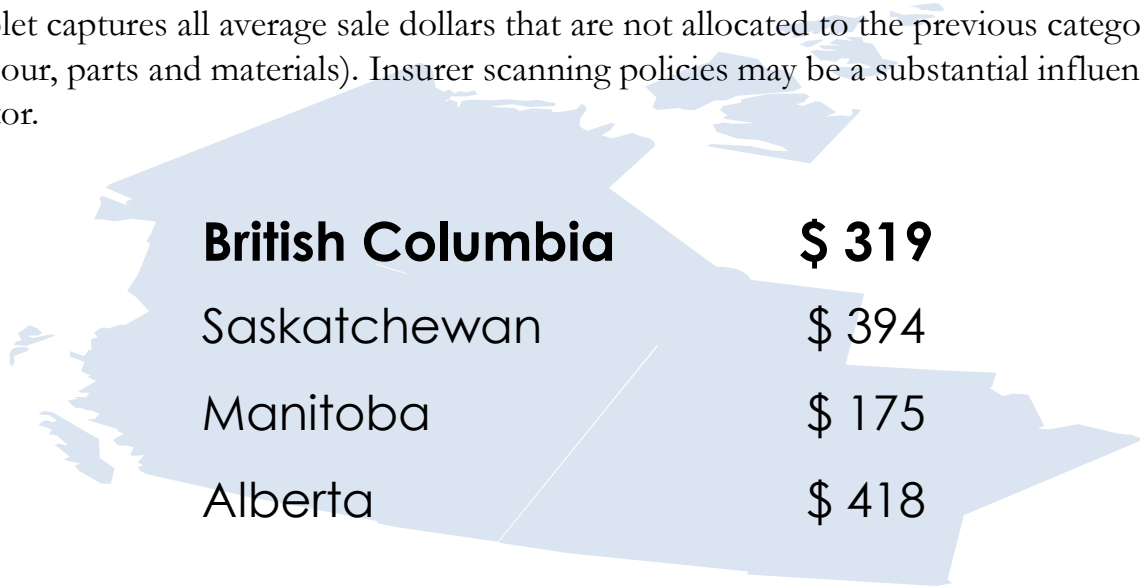 let captures all average sale dollars that are not allocated to the previous catego
our, parts and materials). Insurer scanning policies may be a substantial influen
tor.
British Columbia $ 319
Saskatchewan $ 394
Manitoba $ 175
Alberta $ 418